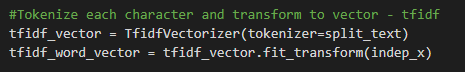 #Tokenize each character and transform to vector - tfidf
tfidf_vector = TfidfVectorizer(tokenizer=split_text)
tfidf_word_vector = tfidf_vector.fit_transform(indep_x)